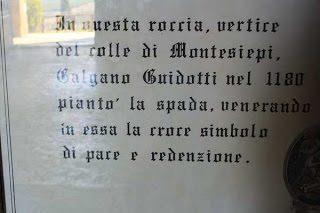 In questa roccia, vertice
del colle di Montesiepi,
Galgano Guidotti nel 1180
pianto' la spada, venerando
in essa la croce simbolo
di pace e redenzione.